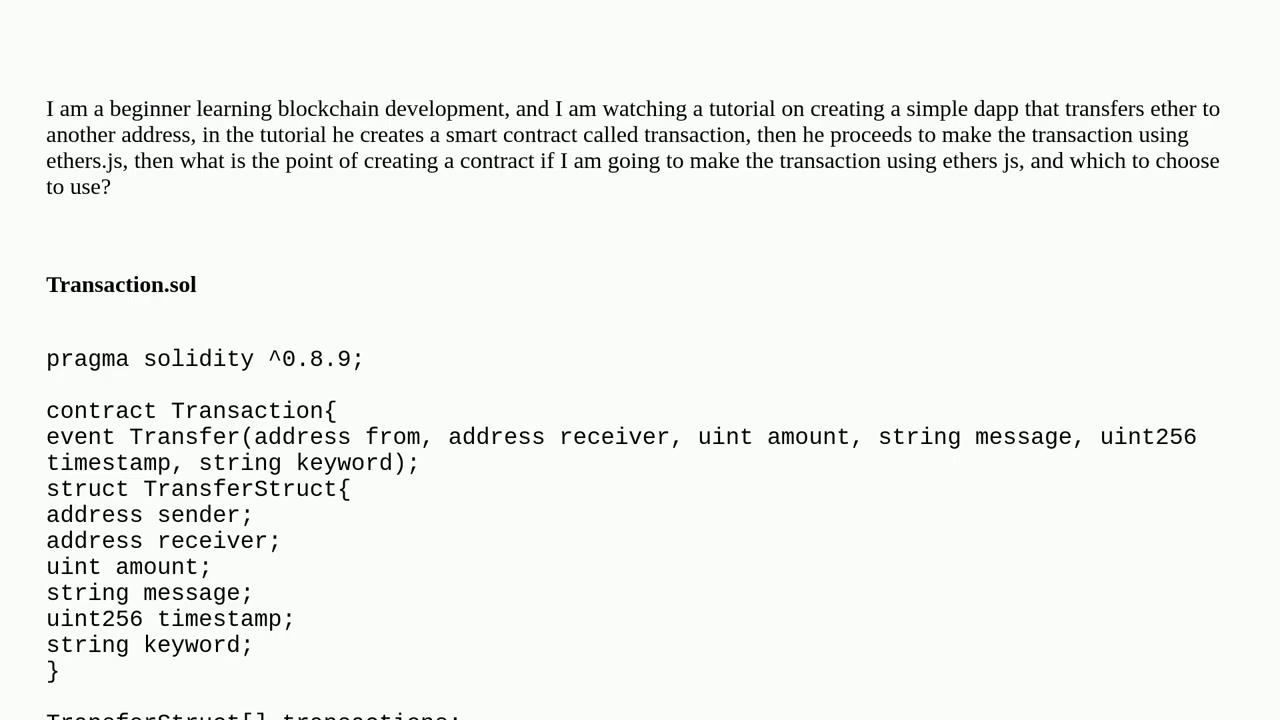 I am a beginner learning blockchain development, and I am watching a tutorial on creating a simple dapp that transfers ether to
another address, in the tutorial he creates a smart contract called transaction, then he proceeds to make the transaction using
ethers.js, then what is the point of creating a contract if I am going to make the transaction using ethers js, and which to choose
to use?
Transaction.sol
pragma solidity ^0.8.9;
contract Transaction{
event Transfer(address from, address receiver, uint amount, string message, uint256
timestamp, string keyword);
struct TransferStruct{
address sender;
address receiver;
uint amount;
string message;
uint256 timestamp;
string keyword;
}
TransferStruct[] transactions;